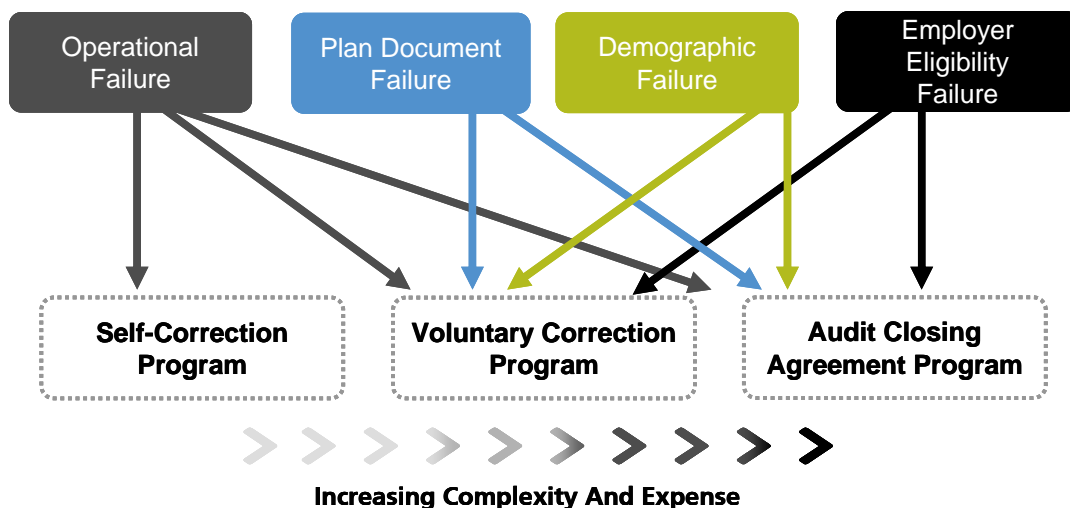 Operational
Failure
Plan Document
Failure
Demographic
Failure
Employer
Eligibility
Failure
Self-Correction
Program
Voluntary Correction
Program
Audit Closing
Agreement Program
Increasing Complexity And Expense